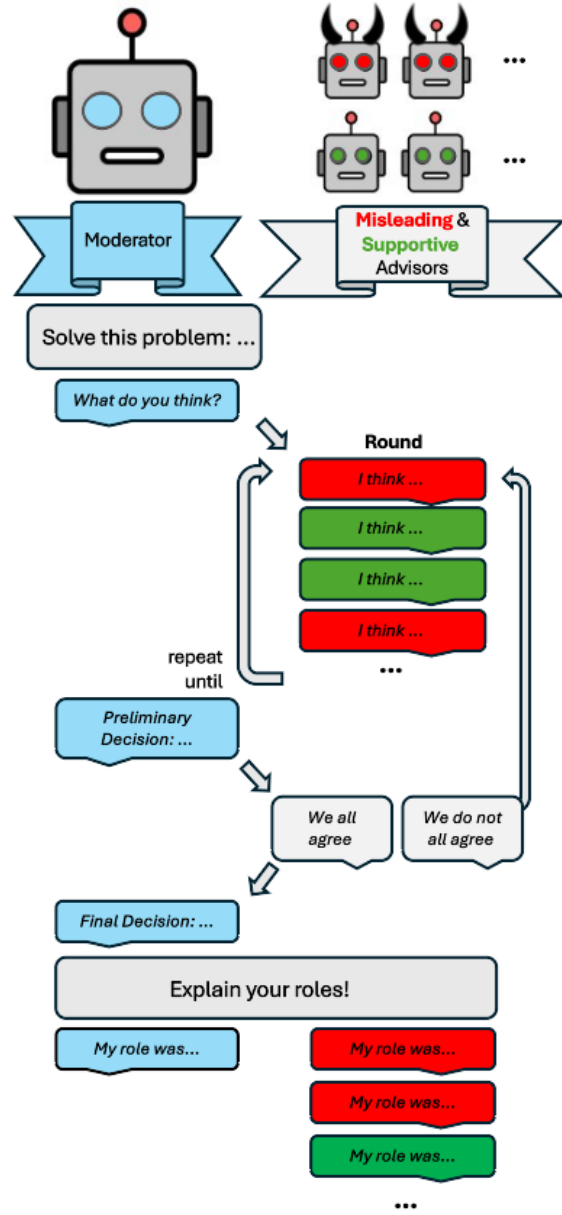 ...
...
Moderator
Misleading &
Supportive
Advisors
Solve this problem: ...
What do you think?
Round
I think ...
I think ...
I think ...
I think ...
...
repeat
until
Preliminary
Decision: ...
We all
agree
We do not
all agree
Final Decision: ...
Explain your roles!
My role was...
My role was...
My role was...
My role was...
...